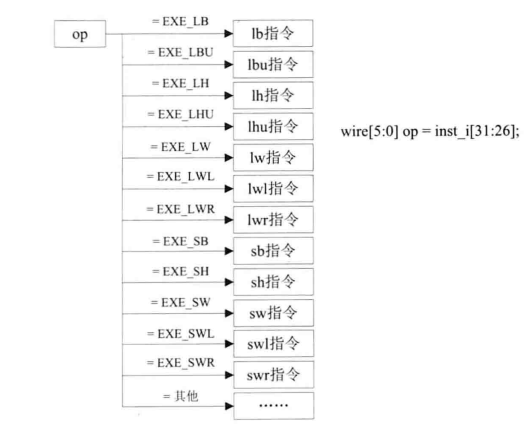 op
= EXE_LB
lb指令
= EXE_LBU
lbu指令
= EXE_LH
lh指令
= EXE_LHU
lhu指令
wire[5:0] op = inst_i[31:26];
= EXE_LW
lw指令
= EXE_LWL
lwl指令
= EXE_LWR
lwr指令
= EXE_SB
sb指令
= EXE_SH
sh指令
= EXE_SW
sw指令
= EXE_SWL
swl指令
= EXE_SWR
swr指令
= 其他
……